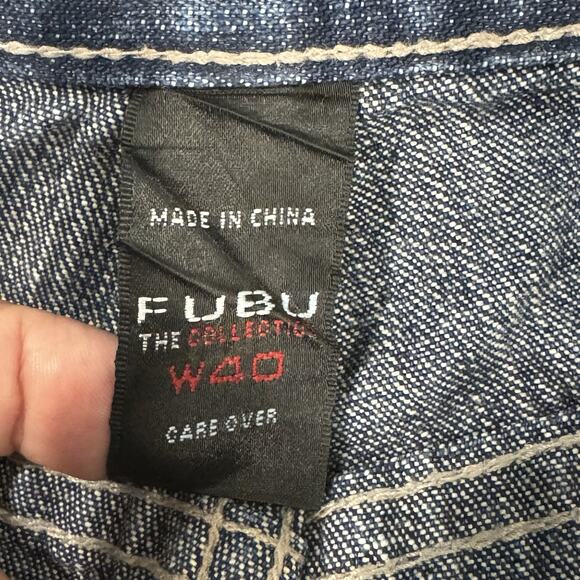 MADE IN CHINA
FUBU
THE COLLECTION
W40
CARE OVER